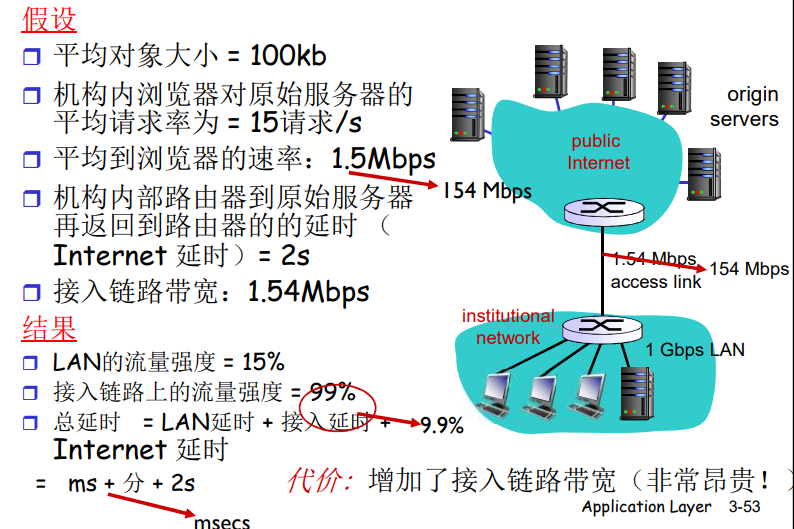 假设
平均对象大小 = 100kb
机构内浏览器对原始服务器的
平均请求率为 = 15请求/s
平均到浏览器的速率：1.5Mbps
154 Mbps
机构内部路由器到原始服务器
再返回到路由器的的延时 （
Internet 延时）= 2s
接入链路带宽：1.54Mbps
结果
LAN的流量强度 = 15%
接入链路上的流量强度 = 99%
总延时 = LAN延时 + 接入延时 +
9.9%
Internet 延时
= ms + 分 + 2s
msecs
origin
servers
public
Internet
1.54 Mbps
access link
154 Mbps
institutional
network
1 Gbps LAN
代价：增加了接入链路带宽（非常昂贵！）
Application Layer 3-53